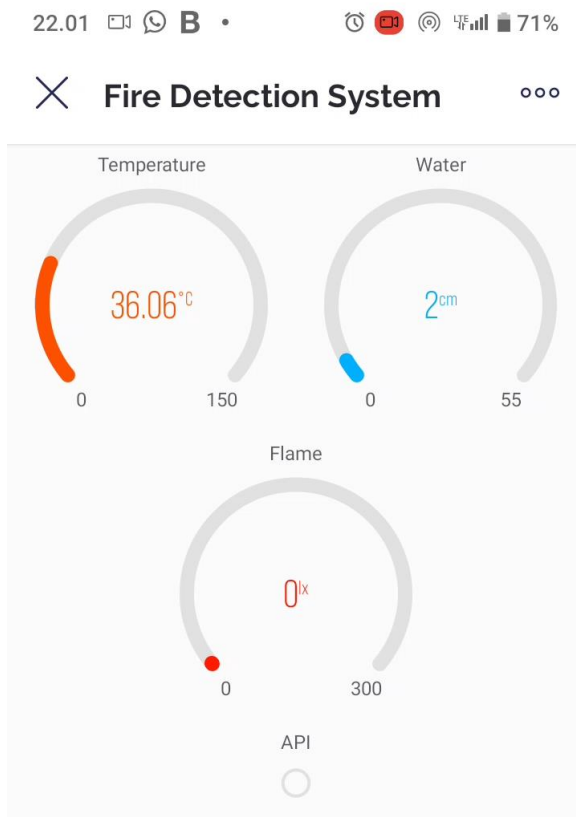 22.01 B • LTE 71%
Fire Detection System
Temperature Water
36.06°C 2cm
0 150 0 55
Flame
0lx
0 300
API